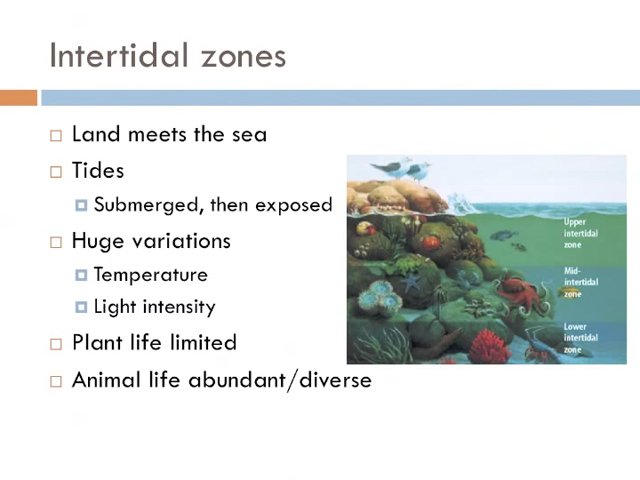 Intertidal zones
Land meets the sea
Tides
Submerged, then exposed
Huge variations
Temperature
Light intensity
Plant life limited
Animal life abundant/diverse
Upper
intertidal
zone
Mid-
intertidal
zone
Lower
intertidal
zone